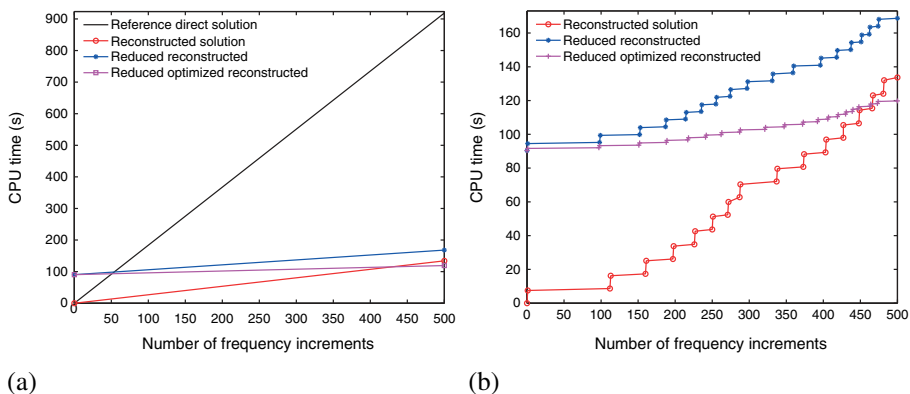 900
800
700
600
500
400
300
200
100
0
CPU time (s)
Reference direct solution
Reconstructed solution
Reduced reconstructed
Reduced optimized reconstructed
0 50 100 150 200 250 300 350 400 450 500
Number of frequency increments
(a)
160
140
120
100
80
60
40
20
0
CPU time (s)
Reconstructed solution
Reduced reconstructed
Reduced optimized reconstructed
0 50 100 150 200 250 300 350 400 450 500
Number of frequency increments
(b)